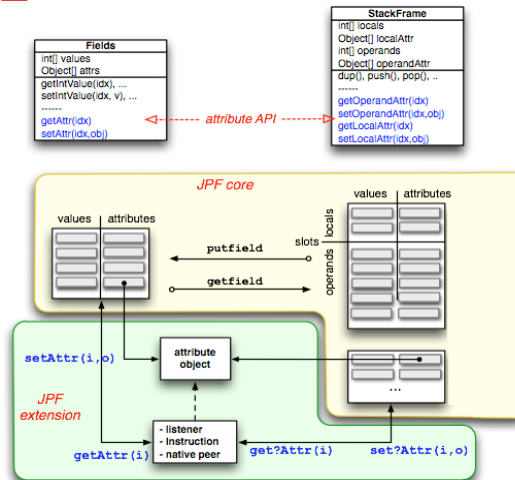 Fields
int[] values
Object[] attrs
getIntValue(idx), ...
setIntValue(idx, v), ...
------
getAttr(idx)
setAttr(idx,obj)
attribute API
StackFrame
int[] locals
Object[] localAttr
int[] operands
Object[] operandAttr
dup(), push(), pop(), ..
------
getOperandAttr(idx)
setOperandAttr(idx,obj)
getLocalAttr(idx)
setLocalAttr(idx,obj)
JPF core
values attributes
putfield
getfield
values attributes
locals
slots
operands
...
setAttr(i,o)
attribute
object
JPF
extension
- listener
- Instruction
- native peer
getAttr(i)
get?Attr(i)
set?Attr(i,o)